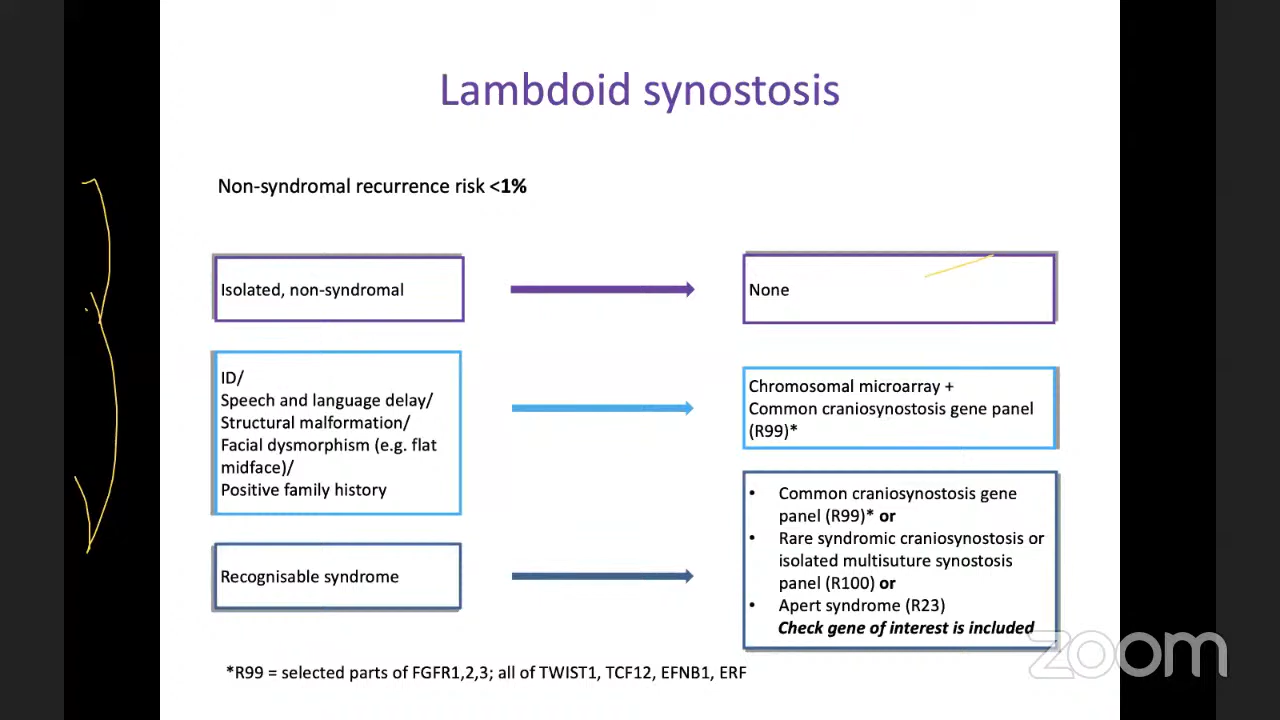 Lambdoid synostosis
Non-syndromal recurrence risk <1%
Isolated, non-syndromal
None
ID/
Speech and language delay/
Structural malformation/
Facial dysmorphism (e.g. flat
midface)/
Positive family history
Chromosomal microarray +
Common craniosynostosis gene panel
(R99)*
Recognisable syndrome
• Common craniosynostosis gene
panel (R99)* or
• Rare syndromic craniosynostosis or
isolated multisuture synostosis
panel (R100) or
• Apert syndrome (R23)
Check gene of interest is included
*R99 = selected parts of FGFR1,2,3; all of TWIST1, TCF12, EFNB1, ERF
zoom